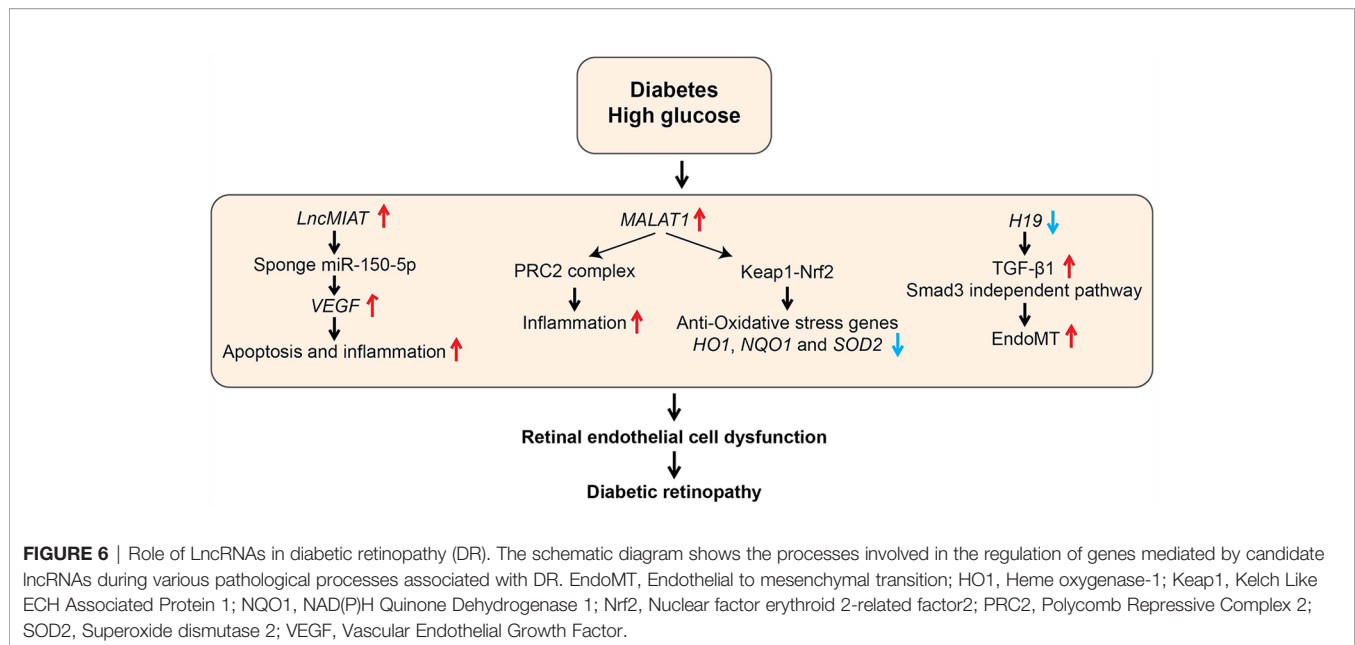 Diabetes
High glucose
LncMIAT
Sponge miR-150-5p
VEGF
Apoptosis and inflammation
MALAT1
PRC2 complex
Inflammation
Keap1-Nrf2
Anti-Oxidative stress genes
HO1, NQO1 and SOD2
H19
TGF-β1
Smad3 independent pathway
EndoMT
Retinal endothelial cell dysfunction
Diabetic retinopathy
FIGURE 6 | Role of LncRNAs in diabetic retinopathy (DR). The schematic diagram shows the processes involved in the regulation of genes mediated by candidate
lncRNAs during various pathological processes associated with DR. EndoMT, Endothelial to mesenchymal transition; HO1, Heme oxygenase-1; Keap1, Kelch Like
ECH Associated Protein 1; NQO1, NAD(P)H Quinone Dehydrogenase 1; Nrf2, Nuclear factor erythroid 2-related factor2; PRC2, Polycomb Repressive Complex 2;
SOD2, Superoxide dismutase 2; VEGF, Vascular Endothelial Growth Factor.